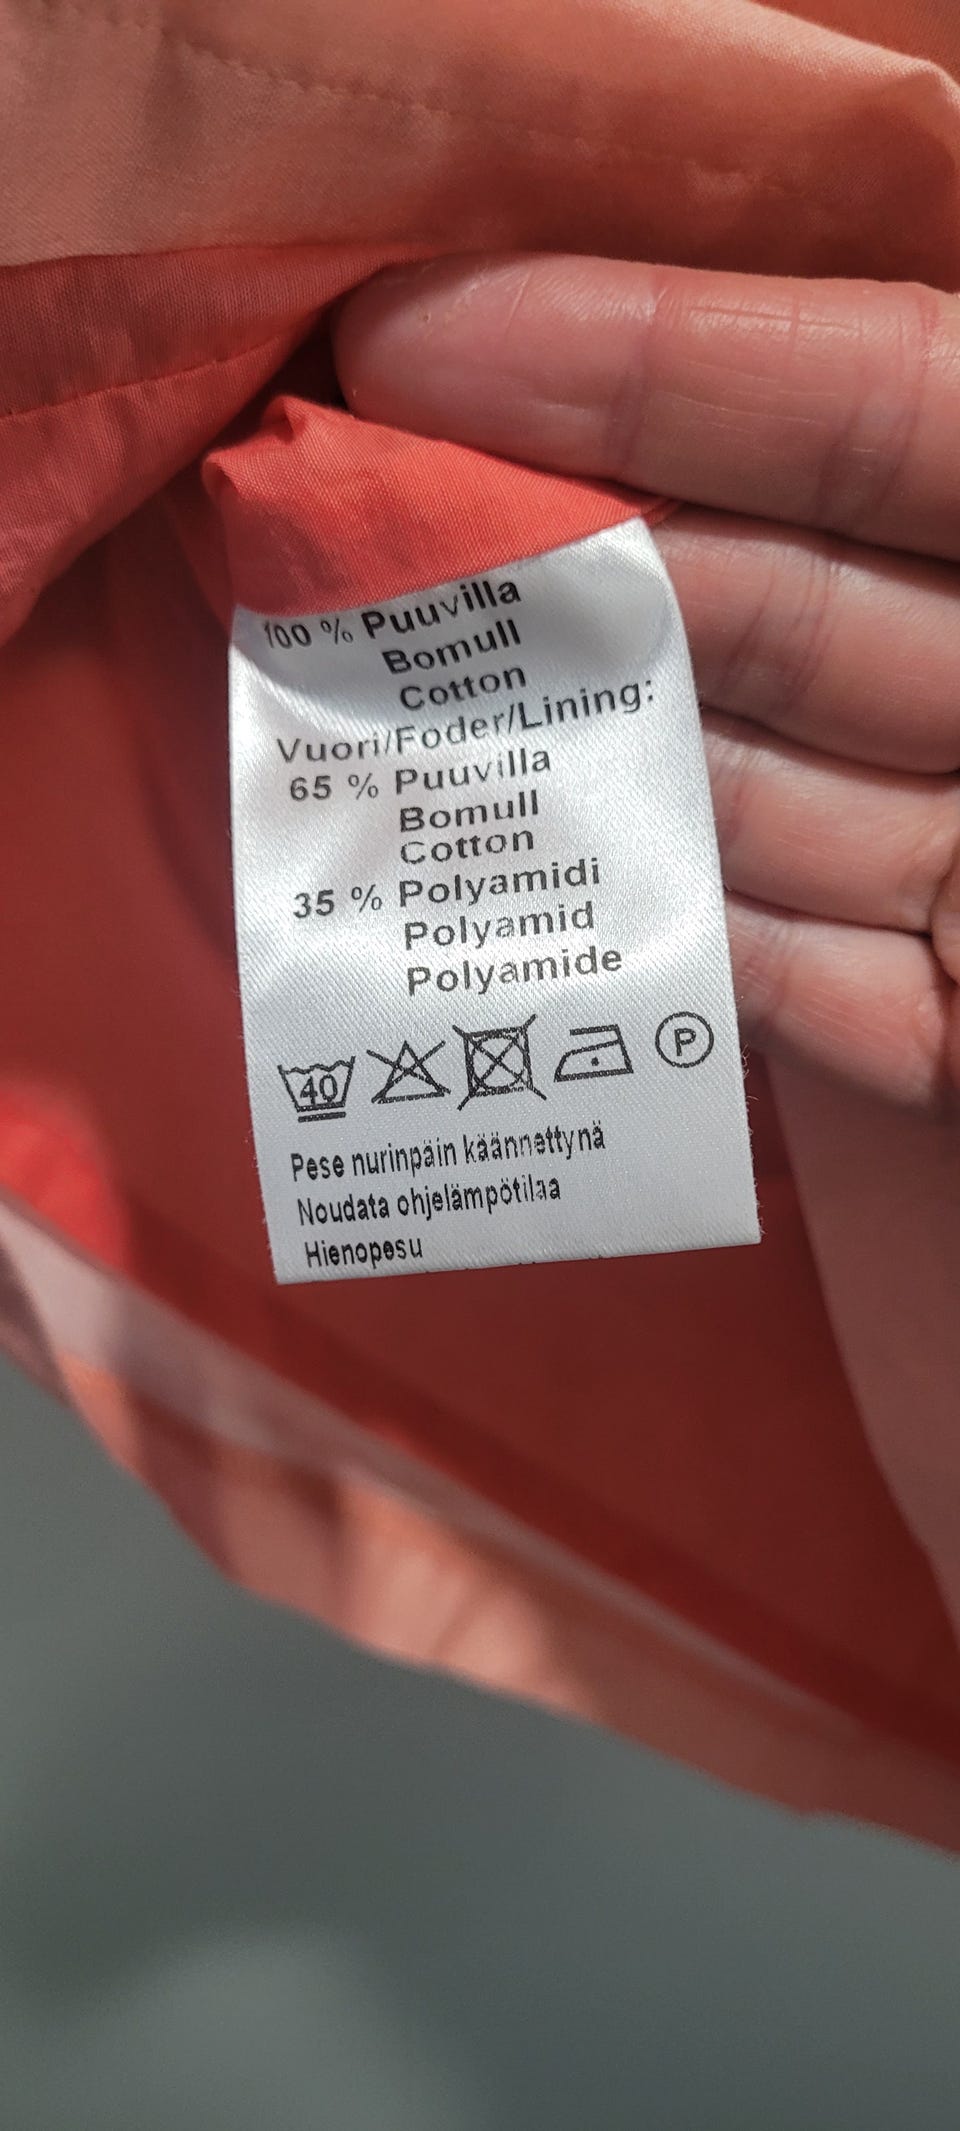 100 % Puuvilla
Bomull
Cotton
Vuori/Foder/Lining:
65 % Puuvilla
Bomull
Cotton
35 % Polyamidi
Polyamid
Polyamide
40 P
Pese nurinpäin käännettynä
Noudata ohjelämpötilaa
Hienopesu